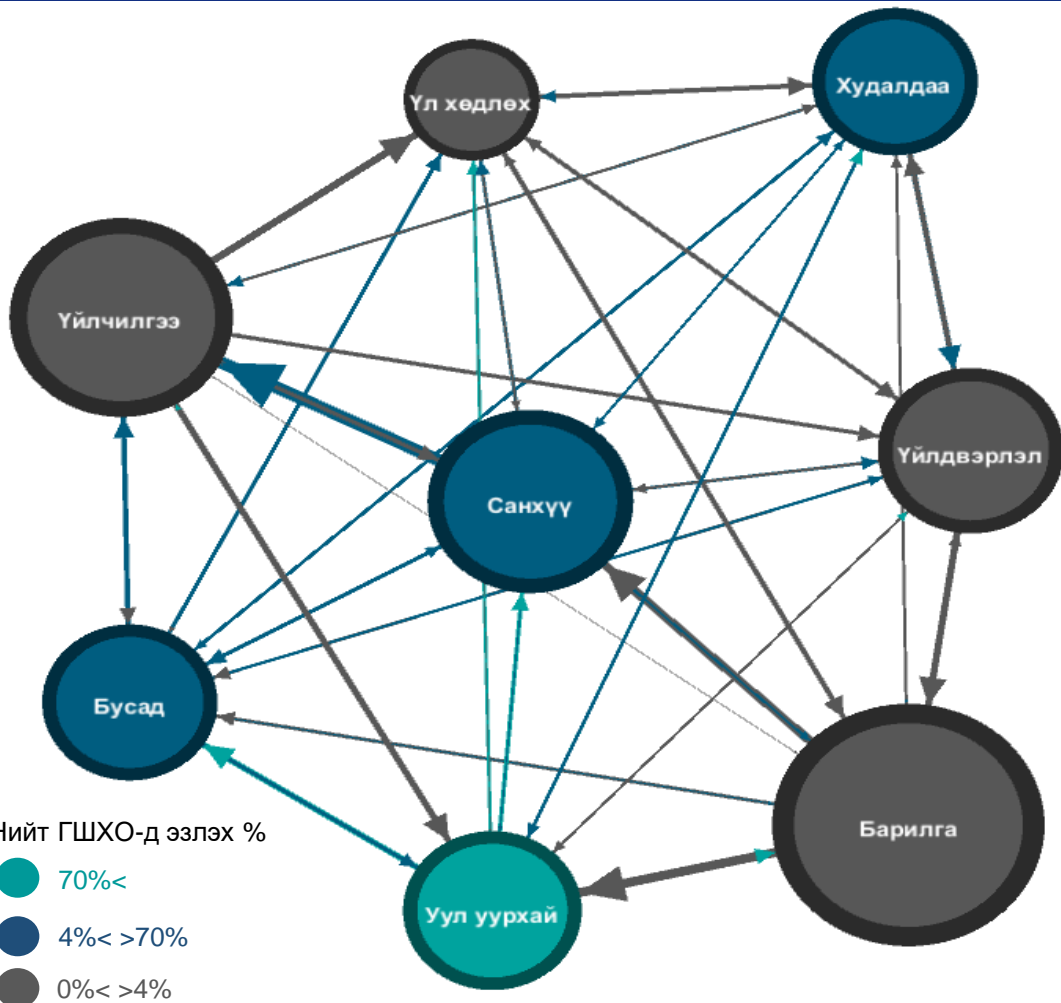 Үл хөдлөх
Худалдаа
Үйлчилгээ
Үйлдвэрлэл
Санхүү
Бусад
Барилга
Уул уурхай
Нийт ГШХО-д эзлэх %
70%<
4%< >70%
0%< >4%